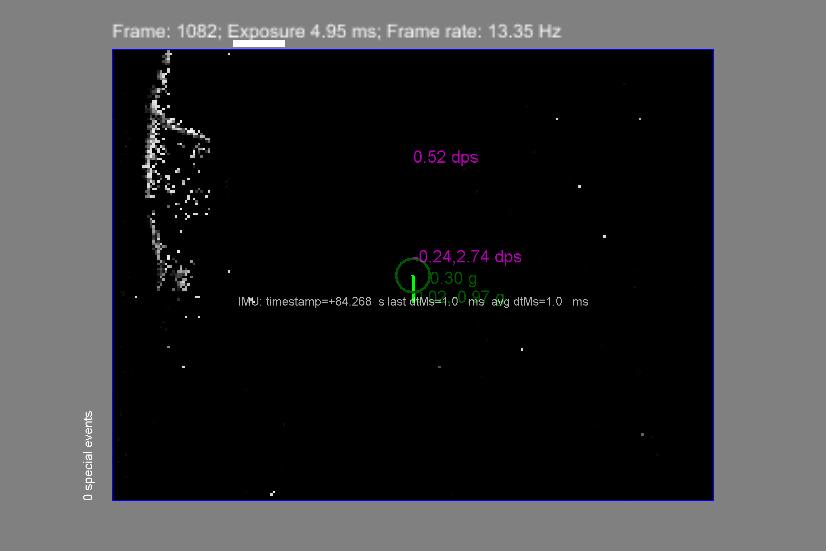 Frame: 1082; Exposure 4.95 ms; Frame rate: 13.35 Hz
0.52 dps
-0.24,2.74 dps
0.30 g
IMU: timestamp=+84.268 s last dtMs=1.0 ms avg dtMs=1.0 ms
0 special events